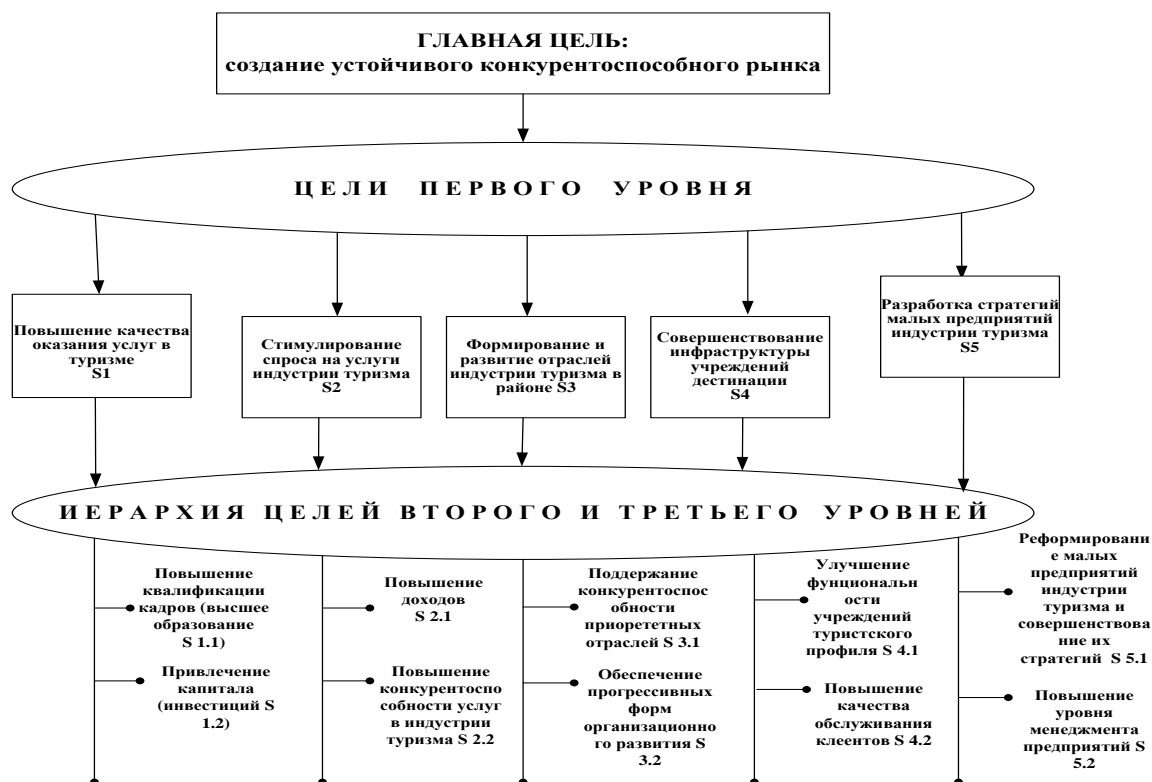 ГЛАВНАЯ ЦЕЛЬ:
создание устойчивого конкурентоспособного рынка
ЦЕЛИ ПЕРВОГО УРОВНЯ
Повышение качества
оказания услуг в
туризме
S1
Стимулирование
спроса на услуги
индустрии туризма
S2
Формирование и
развитие отраслей
индустрии туризма в
районе S3
Совершенствование
инфраструктуры
учреждений
дестинации
S4
Разработка стратегий
малых предприятий
индустрии туризма
S5
ИЕРАРХИЯ ЦЕЛЕЙ ВТОРОГО И ТРЕТЬЕГО УРОВНЕЙ
Повышение
квалификации
кадров (высшее
образование
S 1.1)
Привлечение
капитала
(инвестиций S
1.2)
Повышение
доходов
S 2.1
Повышение
конкурентоспо
собности услуг
в индустрии
туризма S 2.2
Поддержание
конкурентоспос
обности
приорететных
отраслей S 3.1
Обеспечение
прогрессивных
форм
организационно
го развития S
3.2
Улучшение
фунциональн
ости
учреждений
туристского
профиля S 4.1
Повышение
качества
обслуживания
клеентов S 4.2
Реформировани
е малых
предприятий
индустрии
туризма и
совершенствова
ние их
стратегий S 5.1
Повышение
уровня
менеджмента
предприятий S
5.2